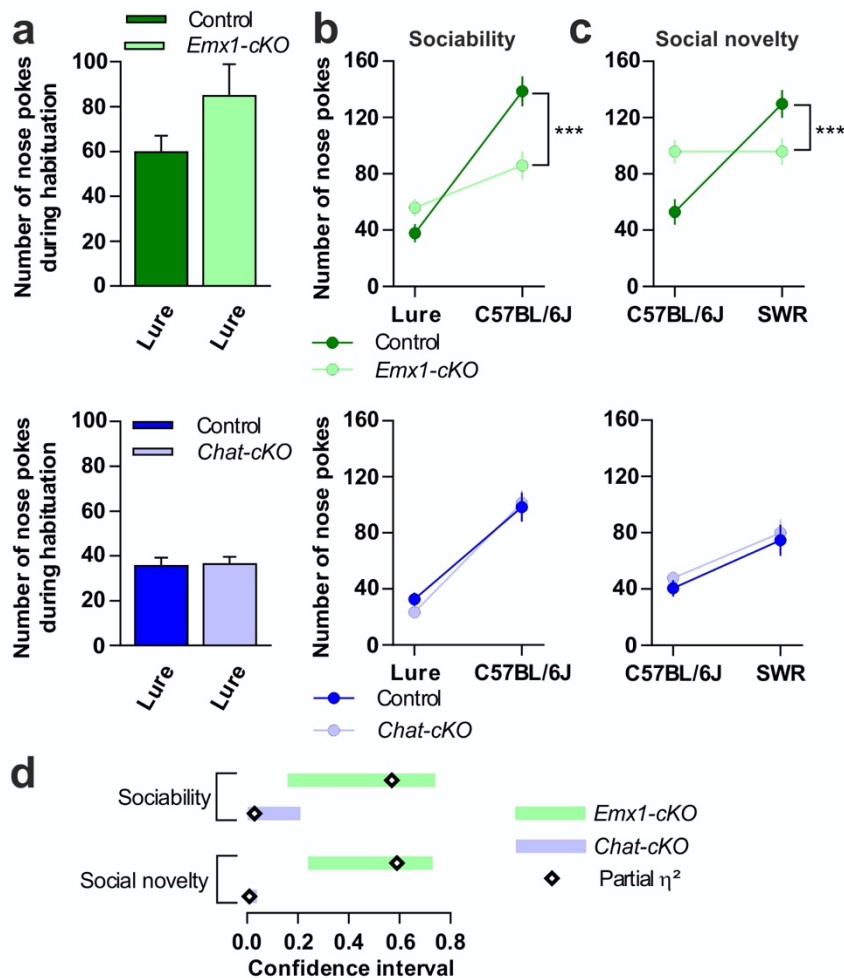 a
Control
Emx1-cKO
Number of nose pokes
during habituation
100
80
60
40
20
0
Lure
Lure
b
Sociability
Number of nose pokes
160
120
80
40
0
***
Lure
C57BL/6J
Control
Emx1-cKO
c
Social novelty
160
120
80
40
0
***
C57BL/6J
SWR
Number of nose pokes
during habituation
100
80
60
40
20
0
Control
Chat-cKO
Lure
Lure
Number of nose pokes
160
120
80
40
0
Lure
C57BL/6J
Control
Chat-cKO
160
120
80
40
0
C57BL/6J
SWR
d
Sociability
Social novelty
0.0
0.2
0.4
0.6
0.8
Confidence interval
Emx1-cKO
Chat-cKO
Partial η²